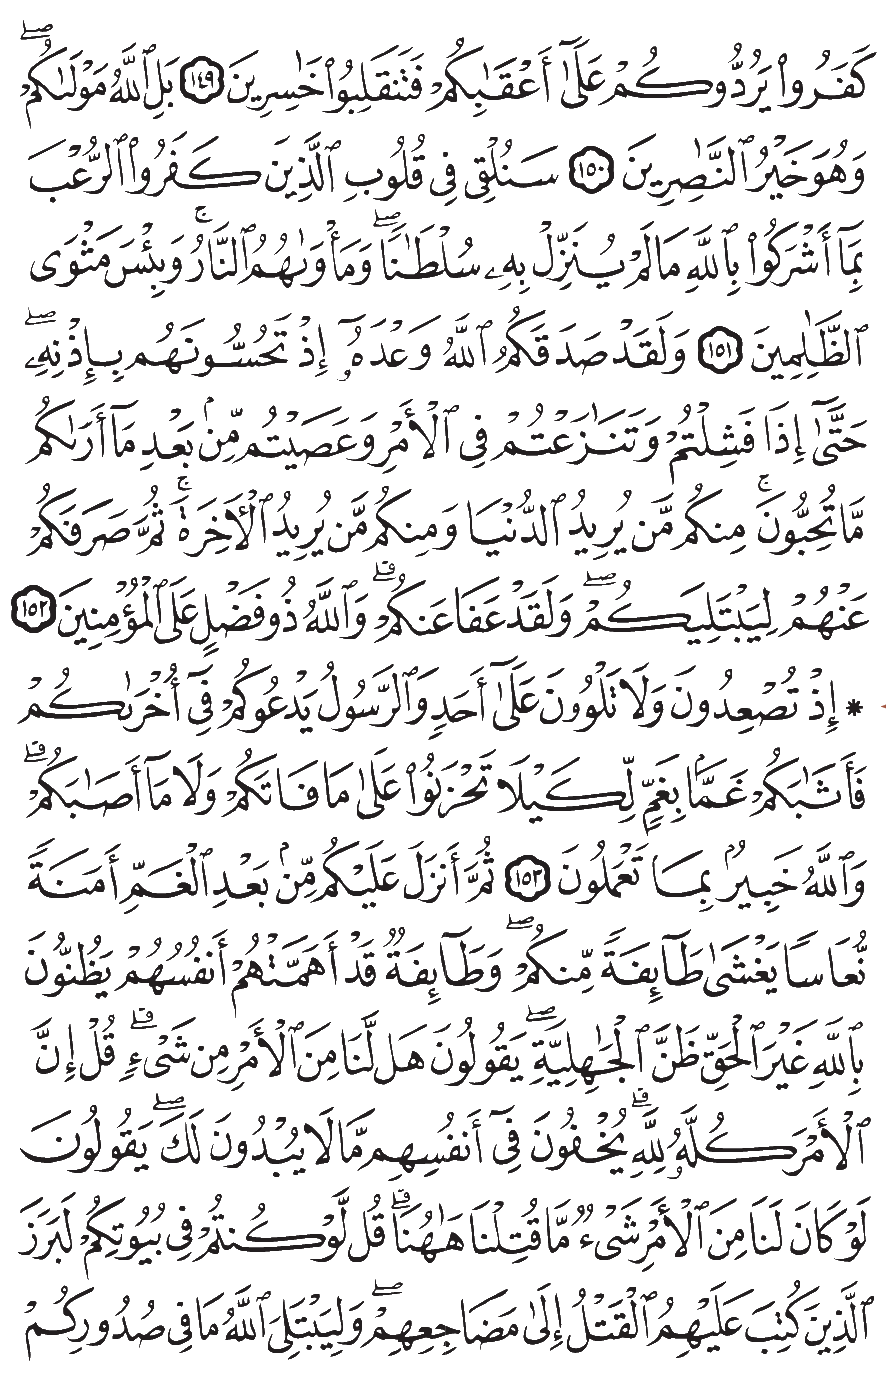 كَفَرُوا۟ يَرُدُّوكُمْ عَلَىٰٓ أَعْقَـٰبِكُمْ فَتَنقَلِبُوا۟ خَـٰسِرِينَ ١٤٩ بَلِ ٱللَّهُ مَوْلَىٰكُمْ ۖ
وَهُوَ خَيْرُ ٱلنَّـٰصِرِينَ ١٥٠ سَنُلْقِى فِى قُلُوبِ ٱلَّذِينَ كَفَرُوا۟ ٱلرُّعْبَ
بِمَآ أَشْرَكُوا۟ بِٱللَّهِ مَا لَمْ يُنَزِّلْ بِهِۦ سُلْطَـٰنًا ۖ وَمَأْوَىٰهُمُ ٱلنَّارُ ۚ وَبِئْسَ مَثْوَى
ٱلظَّـٰلِمِينَ ١٥١ وَلَقَدْ صَدَقَكُمُ ٱللَّهُ وَعْدَهُۥٓ إِذْ تَحُسُّونَهُم بِإِذْنِهِۦ ۖ
حَتَّىٰٓ إِذَا فَشِلْتُمْ وَتَنَـٰزَعْتُمْ فِى ٱلْأَمْرِ وَعَصَيْتُم مِّنۢ بَعْدِ مَآ أَرَىٰكُم
مَّا تُحِبُّونَ ۚ مِنكُم مَّن يُرِيدُ ٱلدُّنْيَا وَمِنكُم مَّن يُرِيدُ ٱلْـَٔاخِرَةَ ۚ ثُمَّ صَرَفَكُمْ
عَنْهُمْ لِيَبْتَلِيَكُمْ ۖ وَلَقَدْ عَفَا عَنكُمْ ۗ وَٱللَّهُ ذُو فَضْلٍ عَلَى ٱلْمُؤْمِنِينَ ١٥٢
* إِذْ تُصْعِدُونَ وَلَا تَلْوُۥنَ عَلَىٰٓ أَحَدٍ وَٱلرَّسُولُ يَدْعُوكُمْ فِىٓ أُخْرَىٰكُمْ
فَأَثَـٰبَكُمْ غَمًّۢا بِغَمٍّ لِّكَيْلَا تَحْزَنُوا۟ عَلَىٰ مَا فَاتَكُمْ وَلَا مَآ أَصَـٰبَكُمْ ۗ
وَٱللَّهُ خَبِيرٌۢ بِمَا تَعْمَلُونَ ١٥٣ ثُمَّ أَنزَلَ عَلَيْكُم مِّنۢ بَعْدِ ٱلْغَمِّ أَمَنَةً
نُّعَاسًا يَغْشَىٰ طَآئِفَةً مِّنكُمْ ۖ وَطَآئِفَةٌ قَدْ أَهَمَّتْهُمْ أَنفُسُهُمْ يَظُنُّونَ
بِٱللَّهِ غَيْرَ ٱلْحَقِّ ظَنَّ ٱلْجَـٰهِلِيَّةِ ۖ يَقُولُونَ هَل لَّنَا مِنَ ٱلْأَمْرِ مِن شَىْءٍ ۗ قُلْ إِنَّ
ٱلْأَمْرَ كُلَّهُۥ لِلَّهِ ۗ يُخْفُونَ فِىٓ أَنفُسِهِم مَّا لَا يُبْدُونَ لَكَ ۖ يَقُولُونَ
لَوْ كَانَ لَنَا مِنَ ٱلْأَمْرِ شَىْءٌ مَّا قُتِلْنَا هَـٰهُنَا ۗ قُل لَّوْ كُنتُمْ فِى بُيُوتِكُمْ لَبَرَزَ
ٱلَّذِينَ كُتِبَ عَلَيْهِمُ ٱلْقَتْلُ إِلَىٰ مَضَاجِعِهِمْ ۖ وَلِيَبْتَلِىَ ٱللَّهُ مَا فِى صُدُورِكُمْ